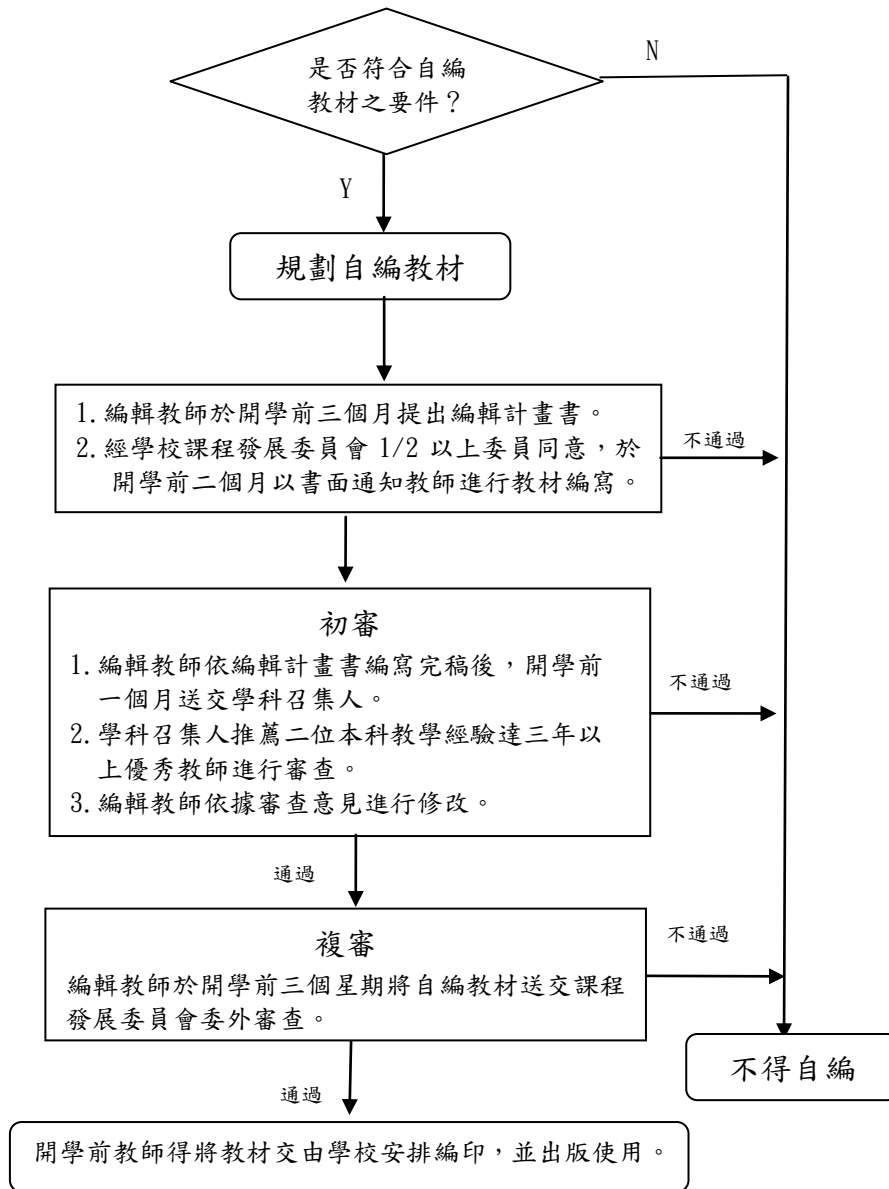 是否符合自編
教材之要件？
N
Y
規劃自編教材
1.編輯教師於開學前三個月提出編輯計畫書。
2.經學校課程發展委員會 1/2 以上委員同意，於
開學前二個月以書面通知教師進行教材編寫。
不通過
初審
1.編輯教師依編輯計畫書編寫完稿後，開學前
一個月送交學科召集人。
2.學科召集人推薦二位本科教學經驗達三年以
上優秀教師進行審查。
3.編輯教師依據審查意見進行修改。
不通過
通過
複審
編輯教師於開學前三個星期將自編教材送交課程
發展委員會委外審查。
不通過
不得自編
通過
開學前教師得將教材交由學校安排編印，並出版使用。